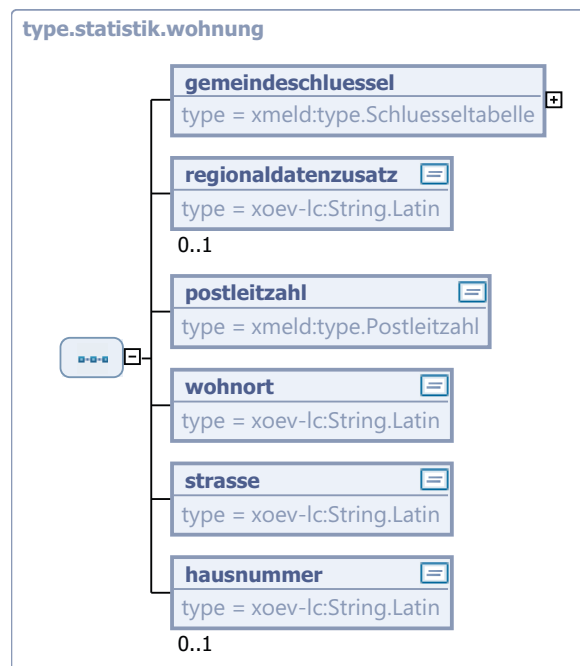 type.statistik.wohnung
gemeindeschluessel
type = xmeld:type.Schluesseltabelle
regionaldatenzusatz
type = xoev-lc:String.Latin
0..1
postleitzahl
type = xmeld:type.Postleitzahl
wohnort
type = xoev-lc:String.Latin
strasse
type = xoev-lc:String.Latin
hausnummer
type = xoev-lc:String.Latin
0..1